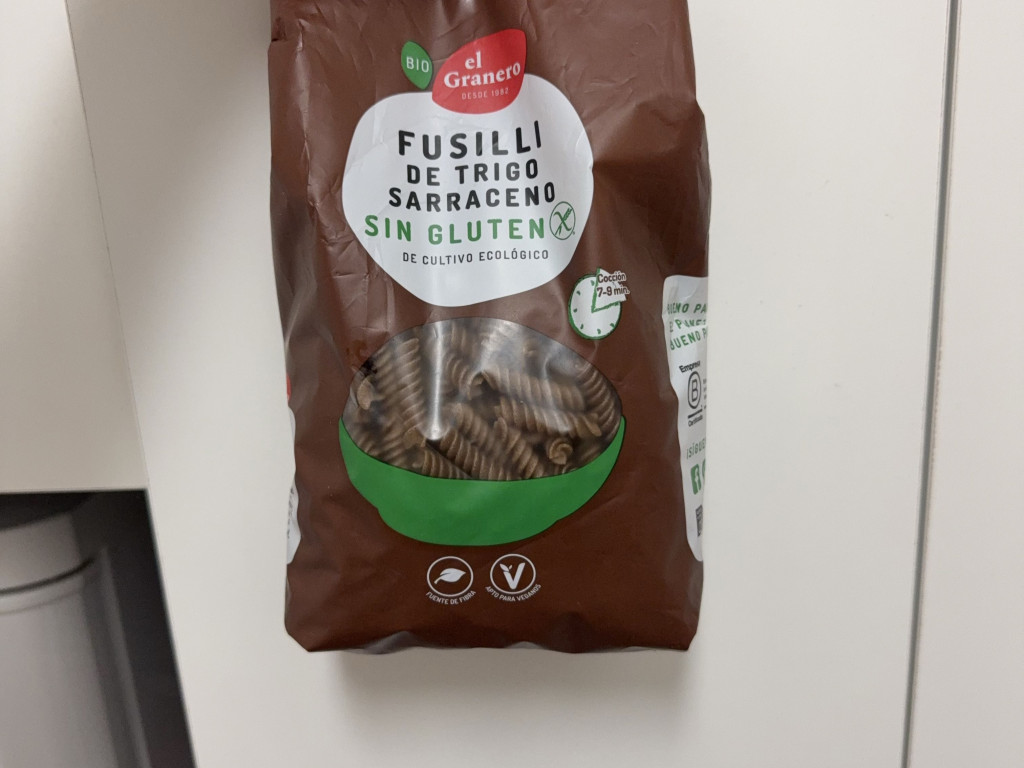 BIO
el
Granero
DESDE 1982
FUSILLI
DE TRIGO
SARRACENO
SIN GLUTEN
DE CULTIVO ECOLÓGICO
Cocción
7-8 min
Empresa
B
FUENTE DE FIBRA
V
APTO PARA VEGANOS